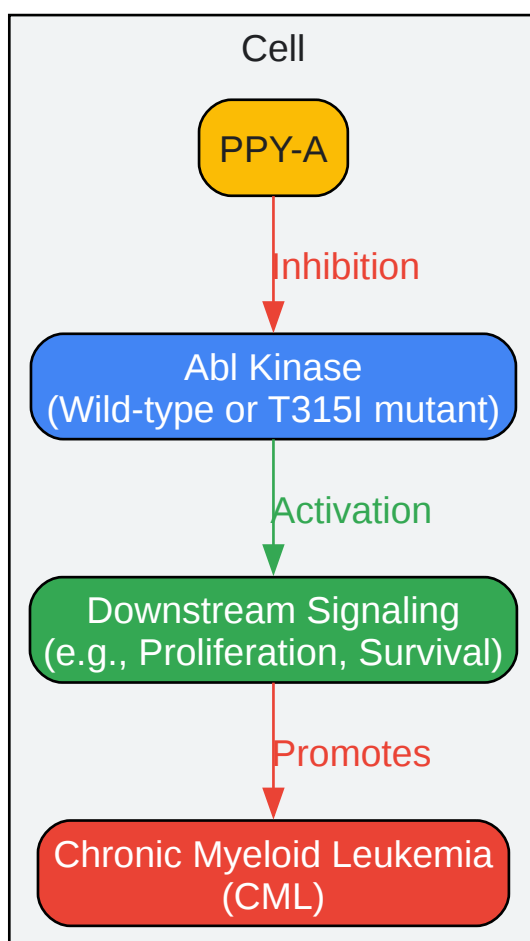 Cell
PPY-A
Inhibition
Abl Kinase
(Wild-type or T315I mutant)
Activation
Downstream Signaling
(e.g., Proliferation, Survival)
Promotes
Chronic Myeloid Leukemia
(CML)